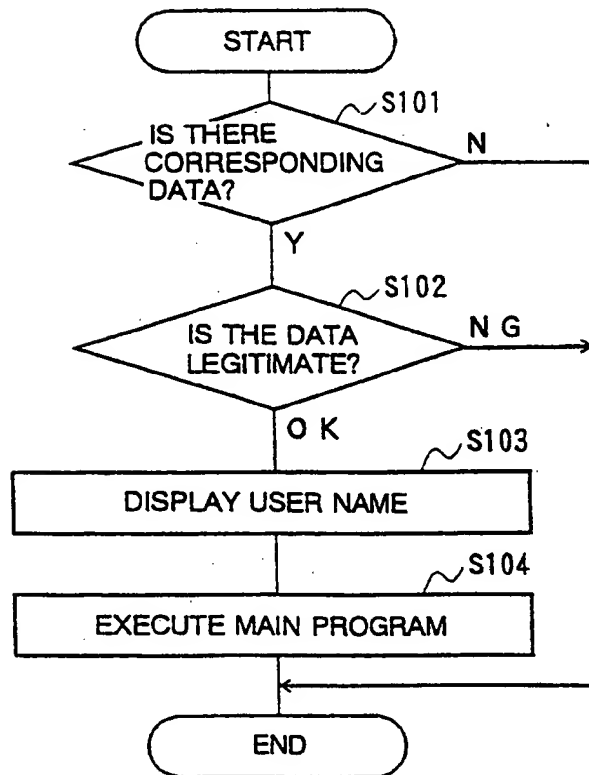 START
S101
IS THERE
CORRESPONDING
DATA?
N
Y
S102
IS THE DATA
LEGITIMATE?
N G
O K
S103
DISPLAY USER NAME
S104
EXECUTE MAIN PROGRAM
END